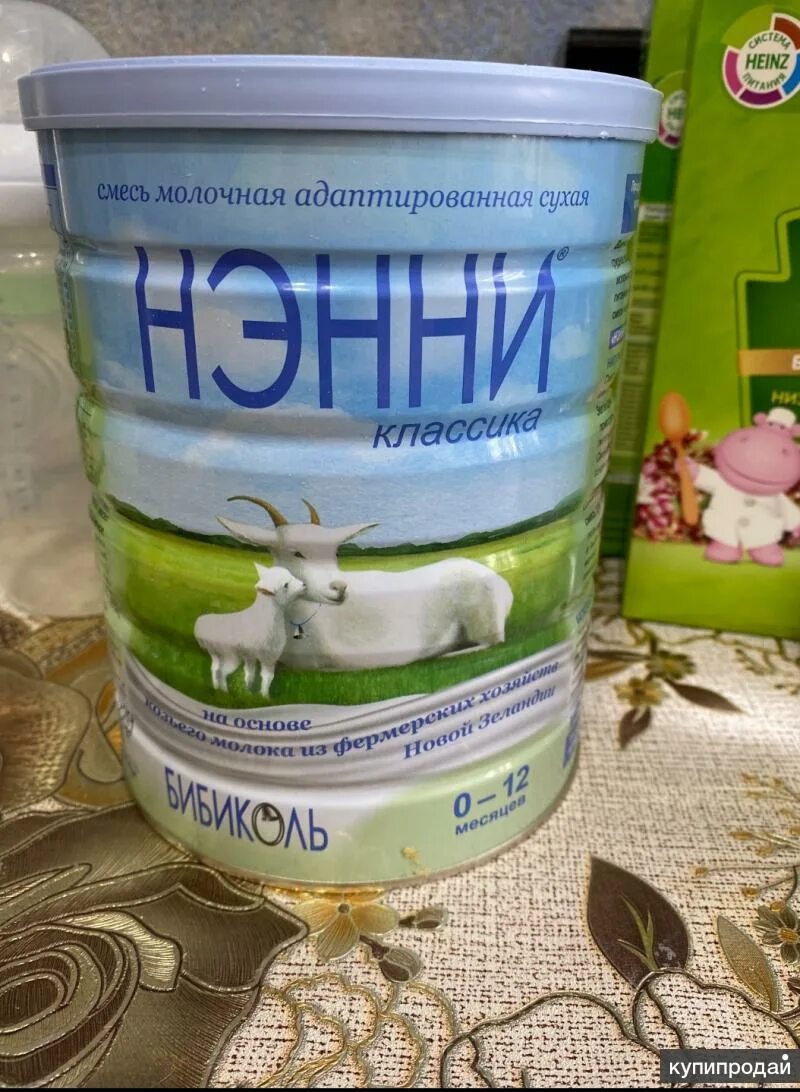 смесь молочная адаптированная сухая
НЭННИ®
классика
на основе
козьего молока из фермерских хозяйств
Новой Зеландии
БИБИКОЛЬ
0–12
месяцев
СИСТЕМА
HEINZ
ПИТАНИЯ
купипродай